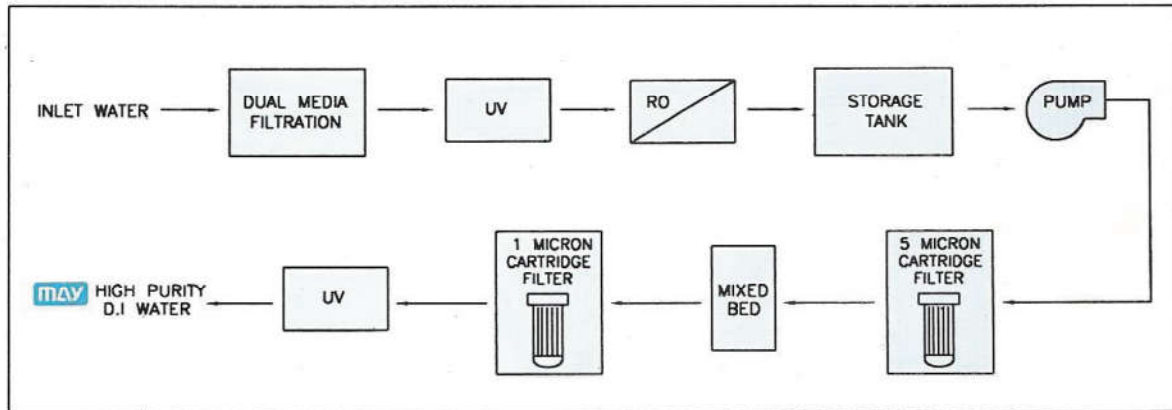 INLET WATER
DUAL MEDIA
FILTRATION
UV
RO
STORAGE
TANK
PUMP
5 MICRON
CARTRIDGE
FILTER
MIXED
BED
1 MICRON
CARTRIDGE
FILTER
UV
MAY HIGH PURITY
D.I WATER